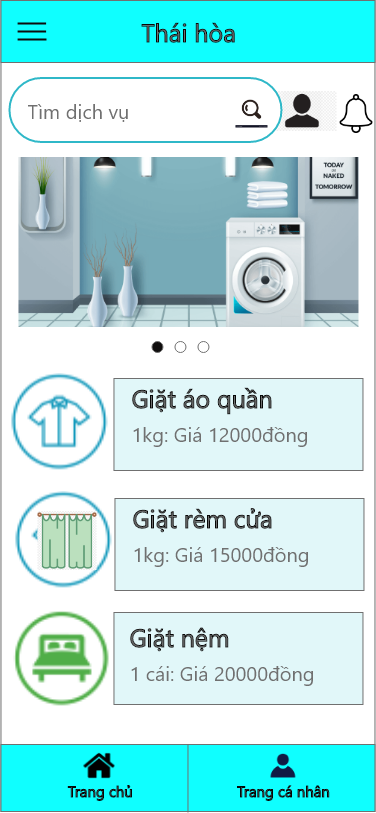 Thái hòa
Tìm dịch vụ
TODAY
or
NAKED
TOMORROW
Giặt áo quần
1kg: Giá 12000đồng
Giặt rèm cửa
1kg: Giá 15000đồng
Giặt nệm
1 cái: Giá 20000đồng
Trang chủ
Trang cá nhân